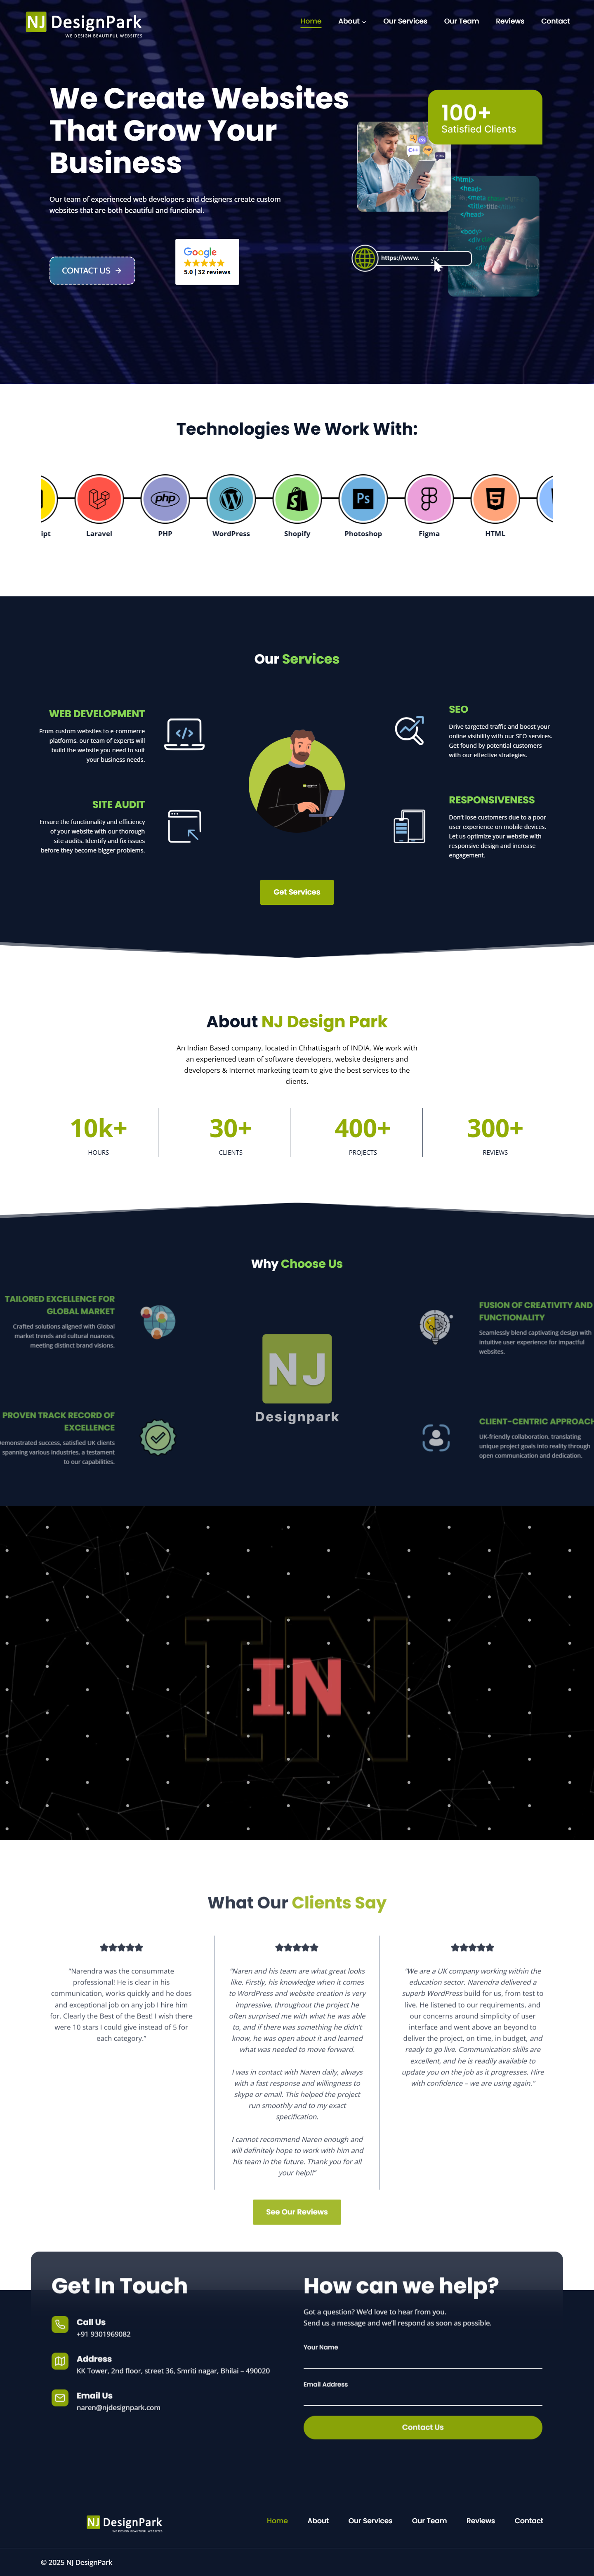 NJ DesignPark
WE DESIGN BEAUTIFUL WEBSITES
Home
About
Our Services
Our Team
Reviews
Contact
We Create Websites
That Grow Your
Business
Our team of experienced web developers and designers create custom
websites that are both beautiful and functional.
CONTACT US
Google
5.0 | 32 reviews
100+
Satisfied Clients
<html>
<head>
<title>title
</head>
<body>
https://www.
Technologies We Work With:
ipt
Laravel
PHP
WordPress
Shopify
Photoshop
Figma
HTML
php
Ps
Our Services
WEB DEVELOPMENT
From custom websites to e-commerce
platforms, our team of experts will
build the website you need to suit
your business needs.
SITE AUDIT
Ensure the functionality and efficiency
of your website with our thorough
site audits. Identify and fix issues
before they become bigger problems.
SEO
Drive targeted traffic and boost your
online visibility with our SEO services.
Get found by potential customers
with our effective strategies.
RESPONSIVENESS
Don't lose customers due to a poor
user experience on mobile devices.
Let us optimize your website with
responsive design and increase
engagement.
Get Services
About NJ Design Park
An Indian Based company, located in Chhattisgarh of INDIA. We work with
an experienced team of software developers, website designers and
developers & Internet marketing team to give the best services to the
clients.
10k+
HOURS
30+
CLIENTS
400+
PROJECTS
300+
REVIEWS
Why Choose Us
TAILORED EXCELLENCE FOR
GLOBAL MARKET
Crafted solutions aligned with Global
market trends and cultural nuances,
meeting distinct brand visions.
PROVEN TRACK RECORD OF
EXCELLENCE
Demonstrated success, satisfied UK clients
spanning various industries, a testament
to our capabilities.
NJ
Designpark
FUSION OF CREATIVITY AND
FUNCTIONALITY
Seamlessly blend captivating design with
intuitive user experience for impactful
websites.
CLIENT-CENTRIC APPROACH
UK-friendly collaboration, translating
unique project goals into reality through
open communication and dedication.
IN
IN
What Our Clients Say
"Narendra was the consummate
professional! He is clear in his
communication, works quickly and he does
and exceptional job on any job I hire him
for. Clearly the Best of the Best! I wish there
were 10 stars I could give instead of 5 for
each category."
"Naren and his team are what great looks
like. Firstly, his knowledge when it comes
to WordPress and website creation is very
impressive, throughout the project he
often surprised me with what he was able
to, and if there was something he didn't
know, he was open about it and learned
what was needed to move forward.
I was in contact with Naren daily, always
with a fast response and willingness to
skype or email. This helped the project
run smoothly and to my exact
specification.
I cannot recommend Naren enough and
will definitely hope to work with him and
his team in the future. Thank you for all
your help!!"
"We are a UK company working within the
education sector. Narendra delivered a
superb WordPress build for us, from test to
live. He listened to our requirements, and
our concerns around simplicity of user
interface and went above an beyond to
deliver the project, on time, in budget, and
ready to go live. Communication skills are
excellent, and he is readily available to
update you on the job as it progresses. Hire
with confidence – we are using again."
See Our Reviews
Get In Touch
Call Us
+91 9301969082
Address
KK Tower, 2nd floor, street 36, Smriti nagar, Bhilai – 490020
Email Us
naren@njdesignpark.com
How can we help?
Got a question? We'd love to hear from you.
Send us a message and we'll respond as soon as possible.
Your Name
Email Address
Contact Us
NJ DesignPark
WE DESIGN BEAUTIFUL WEBSITES
Home
About
Our Services
Our Team
Reviews
Contact
© 2025 NJ DesignPark